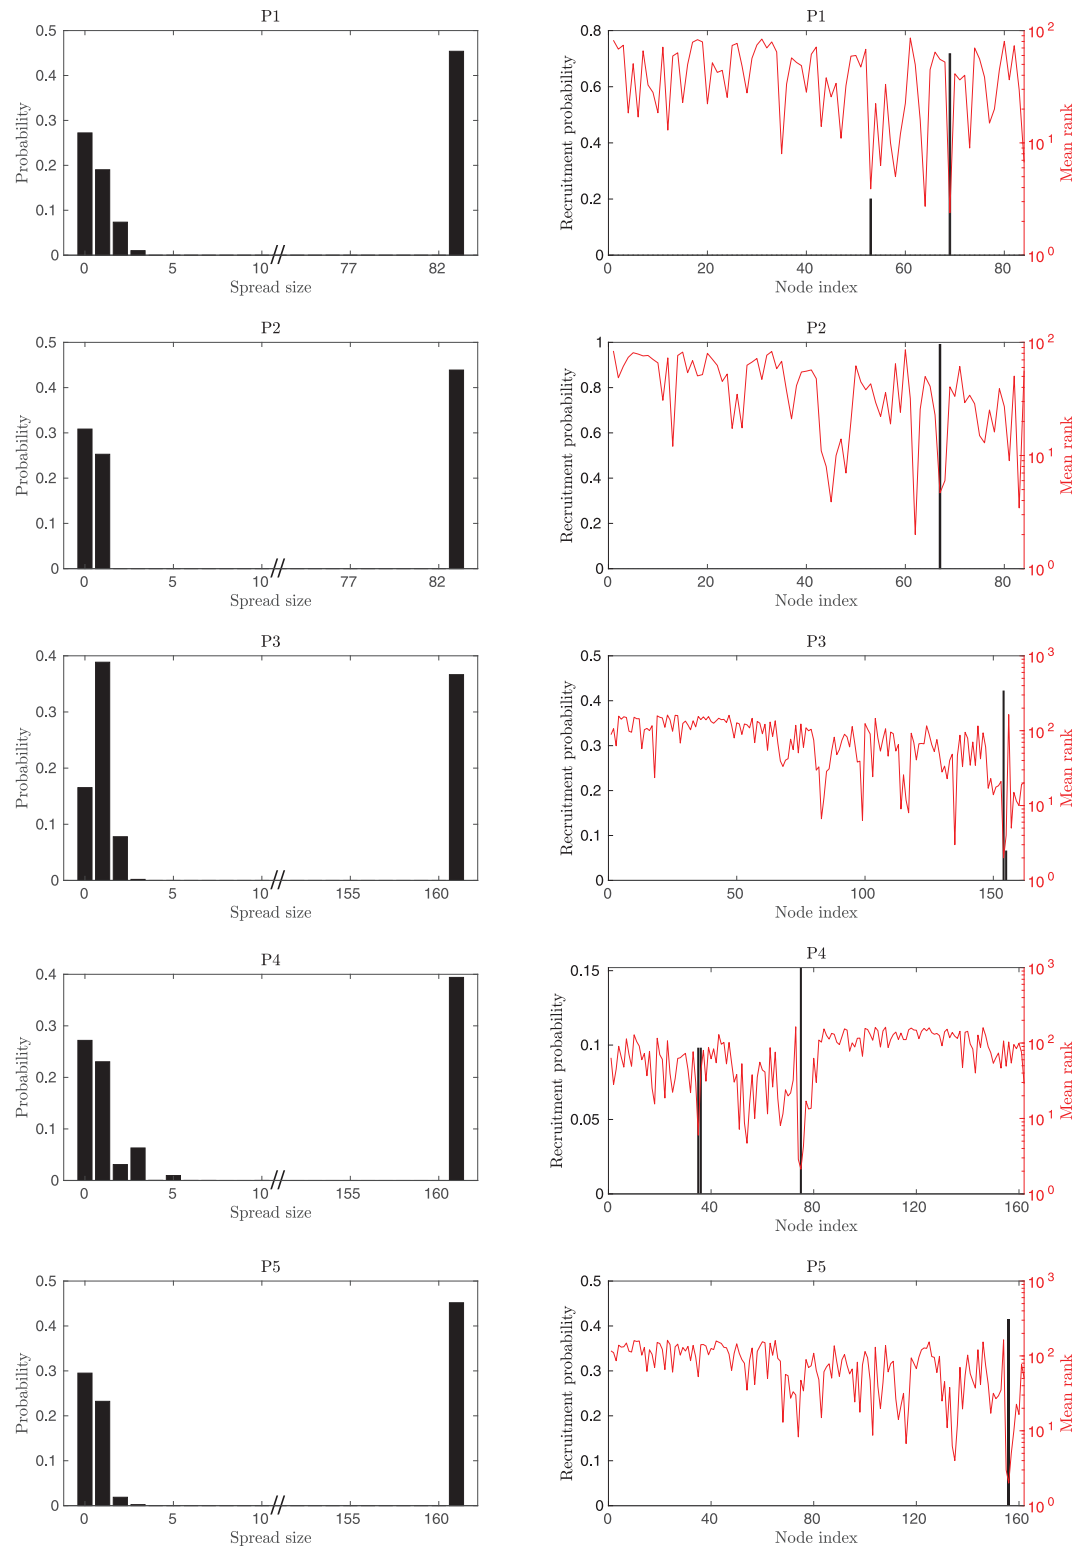 P1
0.5
0.4
0.3
0.2
0.1
0
Probability
0 5 10 77 82
Spread size
P1
0.8
0.6
0.4
0.2
0
Recruitment probability
10^2
10^1
10^0
Mean rank
0 20 40 60 80
Node index
P2
0.5
0.4
0.3
0.2
0.1
0
Probability
0 5 10 77 82
Spread size
P2
1
0.8
0.6
0.4
0.2
0
Recruitment probability
10^2
10^1
10^0
Mean rank
0 20 40 60 80
Node index
P3
0.4
0.3
0.2
0.1
0
Probability
0 5 10 155 160
Spread size
P3
0.5
0.4
0.3
0.2
0.1
0
Recruitment probability
10^3
10^2
10^1
10^0
Mean rank
0 50 100 150
Node index
P4
0.4
0.3
0.2
0.1
0
Probability
0 5 10 155 160
Spread size
P4
0.15
0.1
0.05
0
Recruitment probability
10^3
10^2
10^1
10^0
Mean rank
0 40 80 120 160
Node index
P5
0.5
0.4
0.3
0.2
0.1
0
Probability
0 5 10 155 160
Spread size
P5
0.5
0.4
0.3
0.2
0.1
0
Recruitment probability
10^3
10^2
10^1
10^0
Mean rank
0 40 80 120 160
Node index